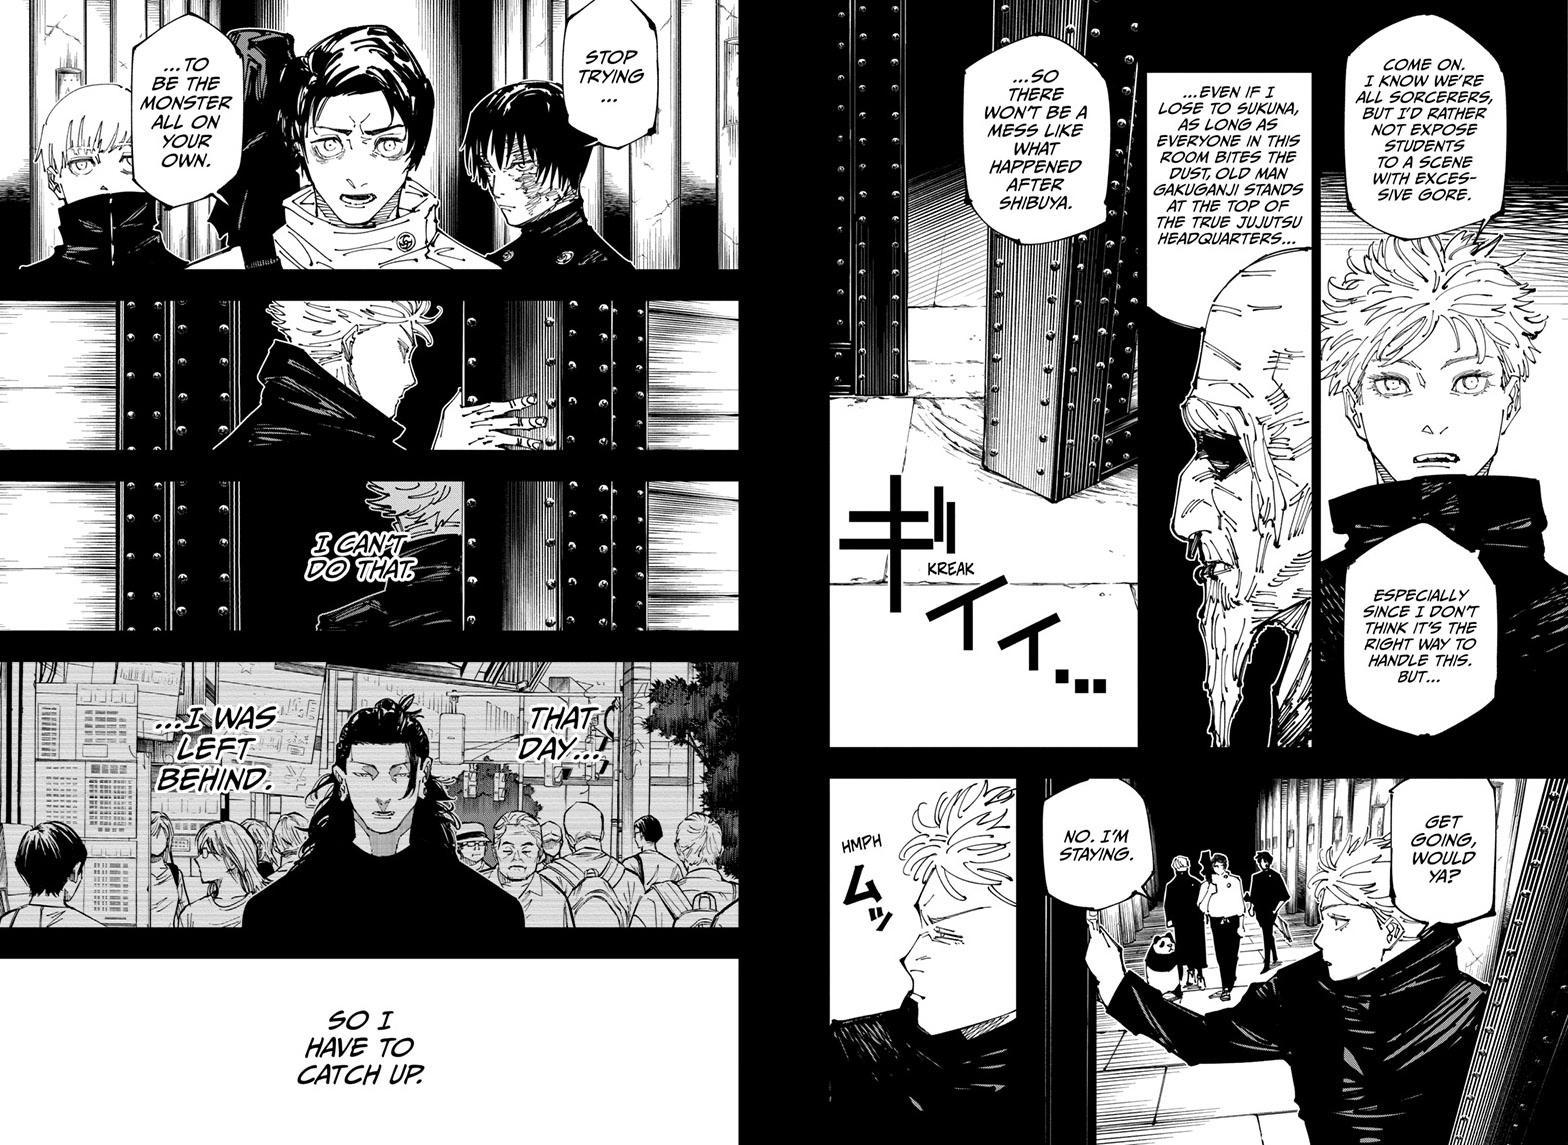 COME ON.
I KNOW WE'RE
ALL SORCERERS,
BUT I'D RATHER
NOT EXPOSE
STUDENTS
TO A SCENE
WITH EXCES-
SIVE GORE.
ESPECIALLY
SINCE I DON'T
THINK IT'S THE
RIGHT WAY TO
HANDLE THIS.
BUT...
...EVEN IF I
LOSE TO SUKUNA,
AS LONG AS
EVERYONE IN THIS
ROOM BITES THE
DUST, OLD MAN
GAKUGANJI STANDS
AT THE TOP OF
THE TRUE JUJUTSU
HEADQUARTERS...
...SO
THERE
WON'T BE A
MESS LIKE
WHAT
HAPPENED
AFTER
SHIBUYA.
ギィィ...
KREAK
GET
GOING,
WOULD
YA?
NO. I'M
STAYING.
HMPH
ムッ
STOP
TRYING
...
...TO
BE THE
MONSTER
ALL ON
YOUR
OWN.
I CAN'T
DO THAT.
THAT
DAY...
...I WAS
LEFT
BEHIND.
SO I
HAVE TO
CATCH UP.